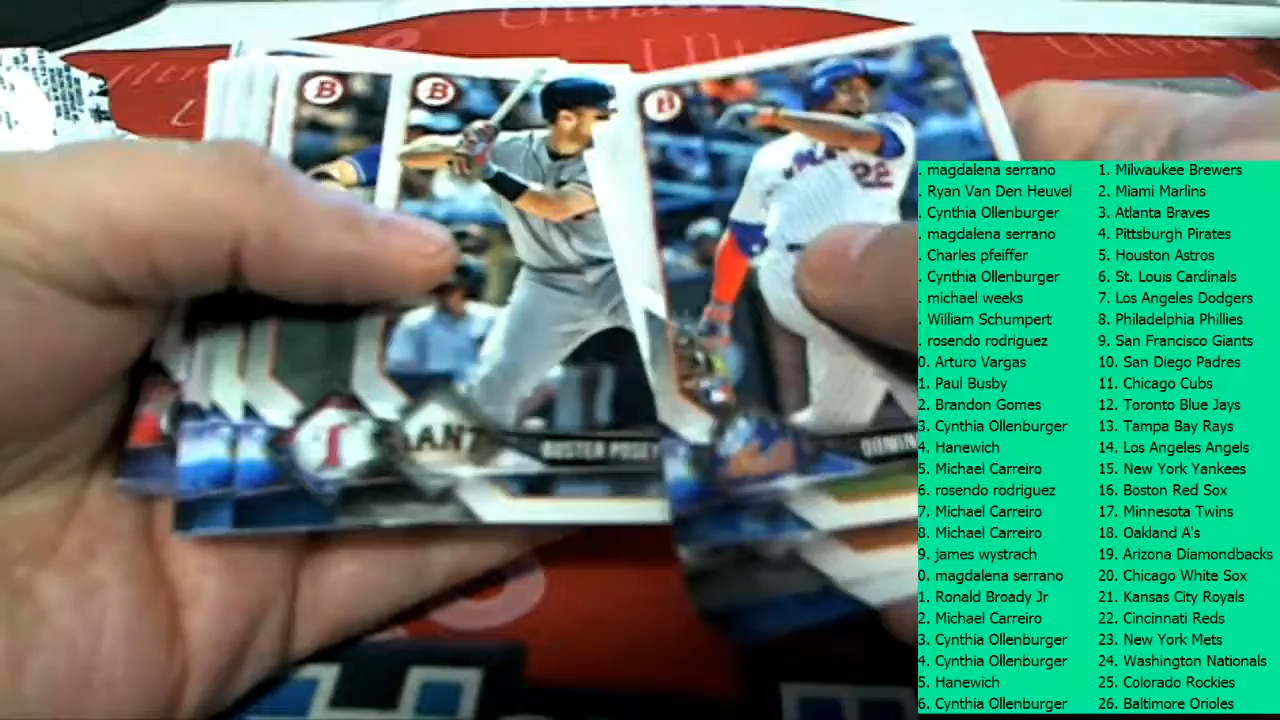 B
B
B
22
BUSTER POSEY
DOMIN
. magdalena serrano 1. Milwaukee Brewers
. Ryan Van Den Heuvel 2. Miami Marlins
. Cynthia Ollenburger 3. Atlanta Braves
. magdalena serrano 4. Pittsburgh Pirates
. Charles pfeiffer 5. Houston Astros
. Cynthia Ollenburger 6. St. Louis Cardinals
. michael weeks 7. Los Angeles Dodgers
. William Schumpert 8. Philadelphia Phillies
. rosendo rodriguez 9. San Francisco Giants
0. Arturo Vargas 10. San Diego Padres
1. Paul Busby 11. Chicago Cubs
2. Brandon Gomes 12. Toronto Blue Jays
3. Cynthia Ollenburger 13. Tampa Bay Rays
4. Hanewich 14. Los Angeles Angels
5. Michael Carreiro 15. New York Yankees
6. rosendo rodriguez 16. Boston Red Sox
7. Michael Carreiro 17. Minnesota Twins
8. Michael Carreiro 18. Oakland A's
9. james wystrach 19. Arizona Diamondbacks
0. magdalena serrano 20. Chicago White Sox
1. Ronald Broady Jr 21. Kansas City Royals
2. Michael Carreiro 22. Cincinnati Reds
3. Cynthia Ollenburger 23. New York Mets
4. Cynthia Ollenburger 24. Washington Nationals
5. Hanewich 25. Colorado Rockies
6. Cynthia Ollenburger 26. Baltimore Orioles